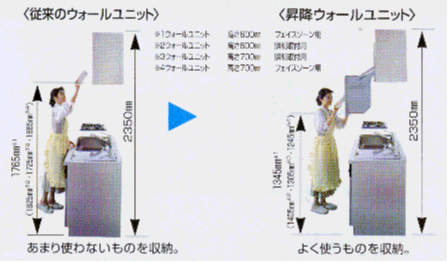 〈従来のウォールユニット〉
〈昇降ウォールユニット〉
※1ウォールユニット 高さ600mm フェイスゾーン用
※2ウォールユニット 高さ600mm
※3ウォールユニット 高さ700mm
※4ウォールユニット 高さ700mm フェイスゾーン用
2350mm
1765mm※1
(1625mm※2・1725mm※3・1865mm※4)
2350mm
1345mm※1
(1405mm※2・1305mm※3・1245mm※4)
あまり使わないものを収納。
よく使うものを収納。